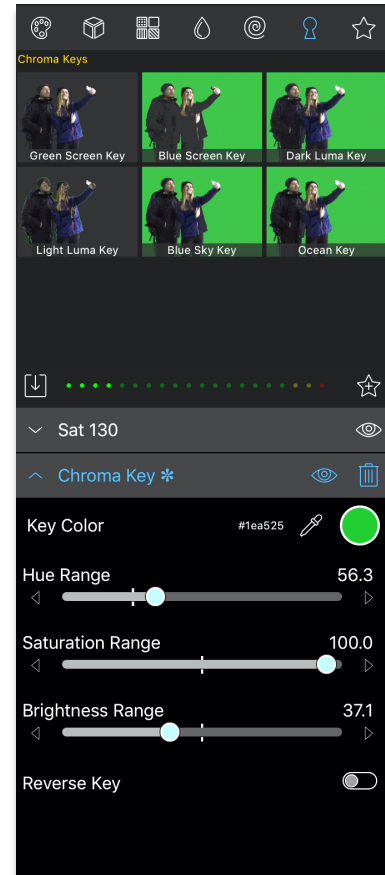 Chroma Keys
Green Screen Key
Blue Screen Key
Dark Luma Key
Light Luma Key
Blue Sky Key
Ocean Key
Sat 130
Chroma Key ✻
Key Color
#1ea525
Hue Range
56.3
Saturation Range
100.0
Brightness Range
37.1
Reverse Key